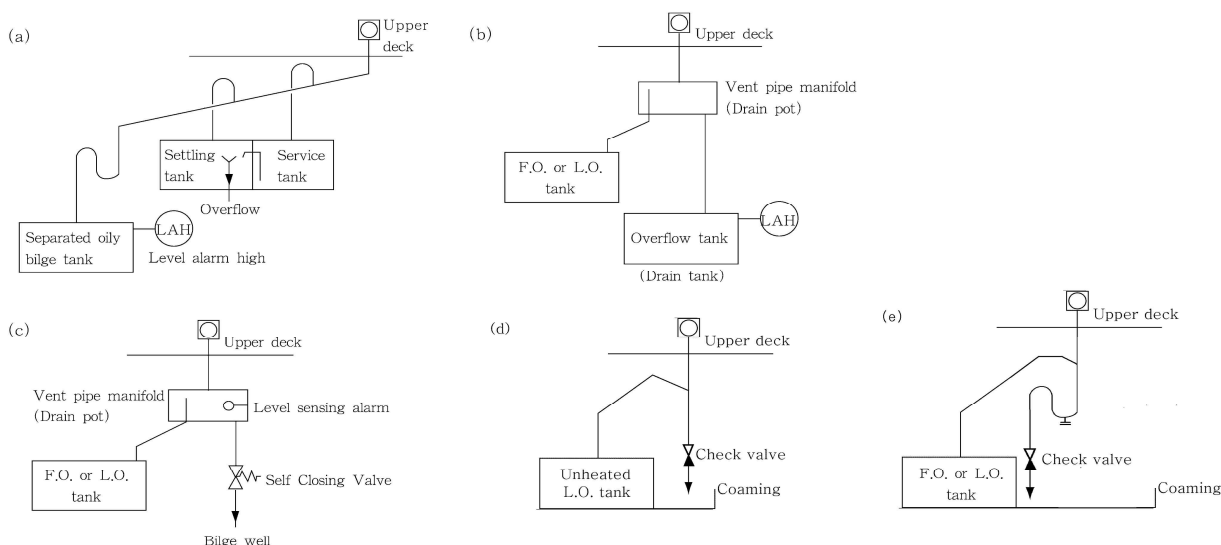 (a)
Upper
deck
Settling
tank
Service
tank
Overflow
Separated oily
bilge tank
LAH
Level alarm high
(b)
Upper deck
Vent pipe manifold
(Drain pot)
F.O. or L.O.
tank
Overflow tank
LAH
(Drain tank)
(c)
Upper deck
Vent pipe manifold
(Drain pot)
Level sensing alarm
F.O. or L.O.
tank
Self Closing Valve
Bilge well
(d)
Upper deck
Check valve
Unheated
L.O. tank
Coaming
(e)
Upper deck
Check valve
F.O. or L.O.
tank
Coaming